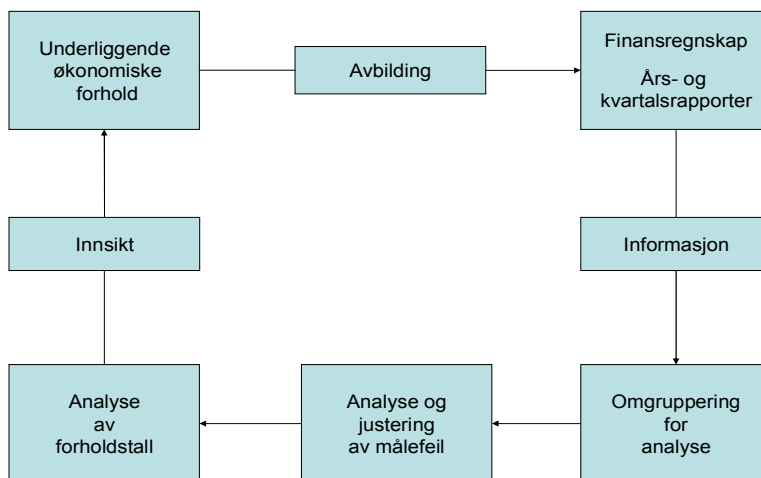 Underliggende
økonomiske
forhold
Avbilding
Finansregnskap
Års- og
kvartalsrapporter
Innsikt
Informasjon
Analyse
av
forholdstall
Analyse og
justering
av målefeil
Omgruppering
for
analyse